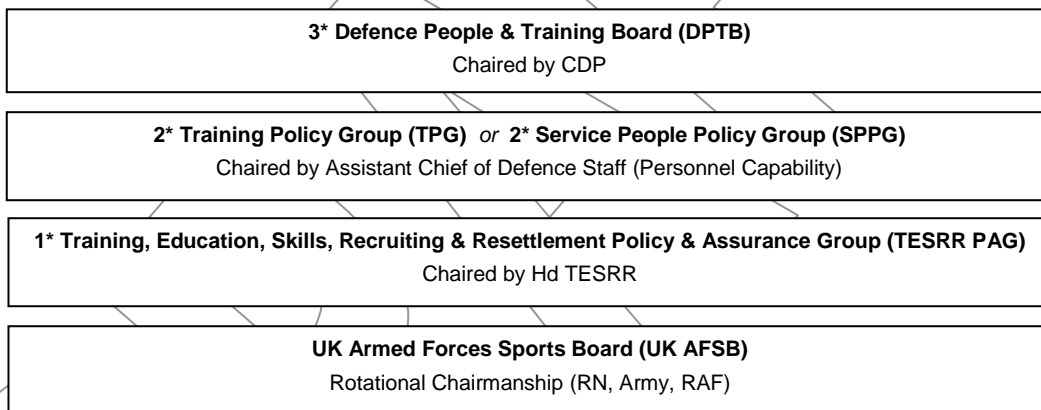 3* Defence People & Training Board (DPTB)
Chaired by CDP
2* Training Policy Group (TPG) or 2* Service People Policy Group (SPPG)
Chaired by Assistant Chief of Defence Staff (Personnel Capability)
1* Training, Education, Skills, Recruiting & Resettlement Policy & Assurance Group (TESRR PAG)
Chaired by Hd TESRR
UK Armed Forces Sports Board (UK AFSB)
Rotational Chairmanship (RN, Army, RAF)